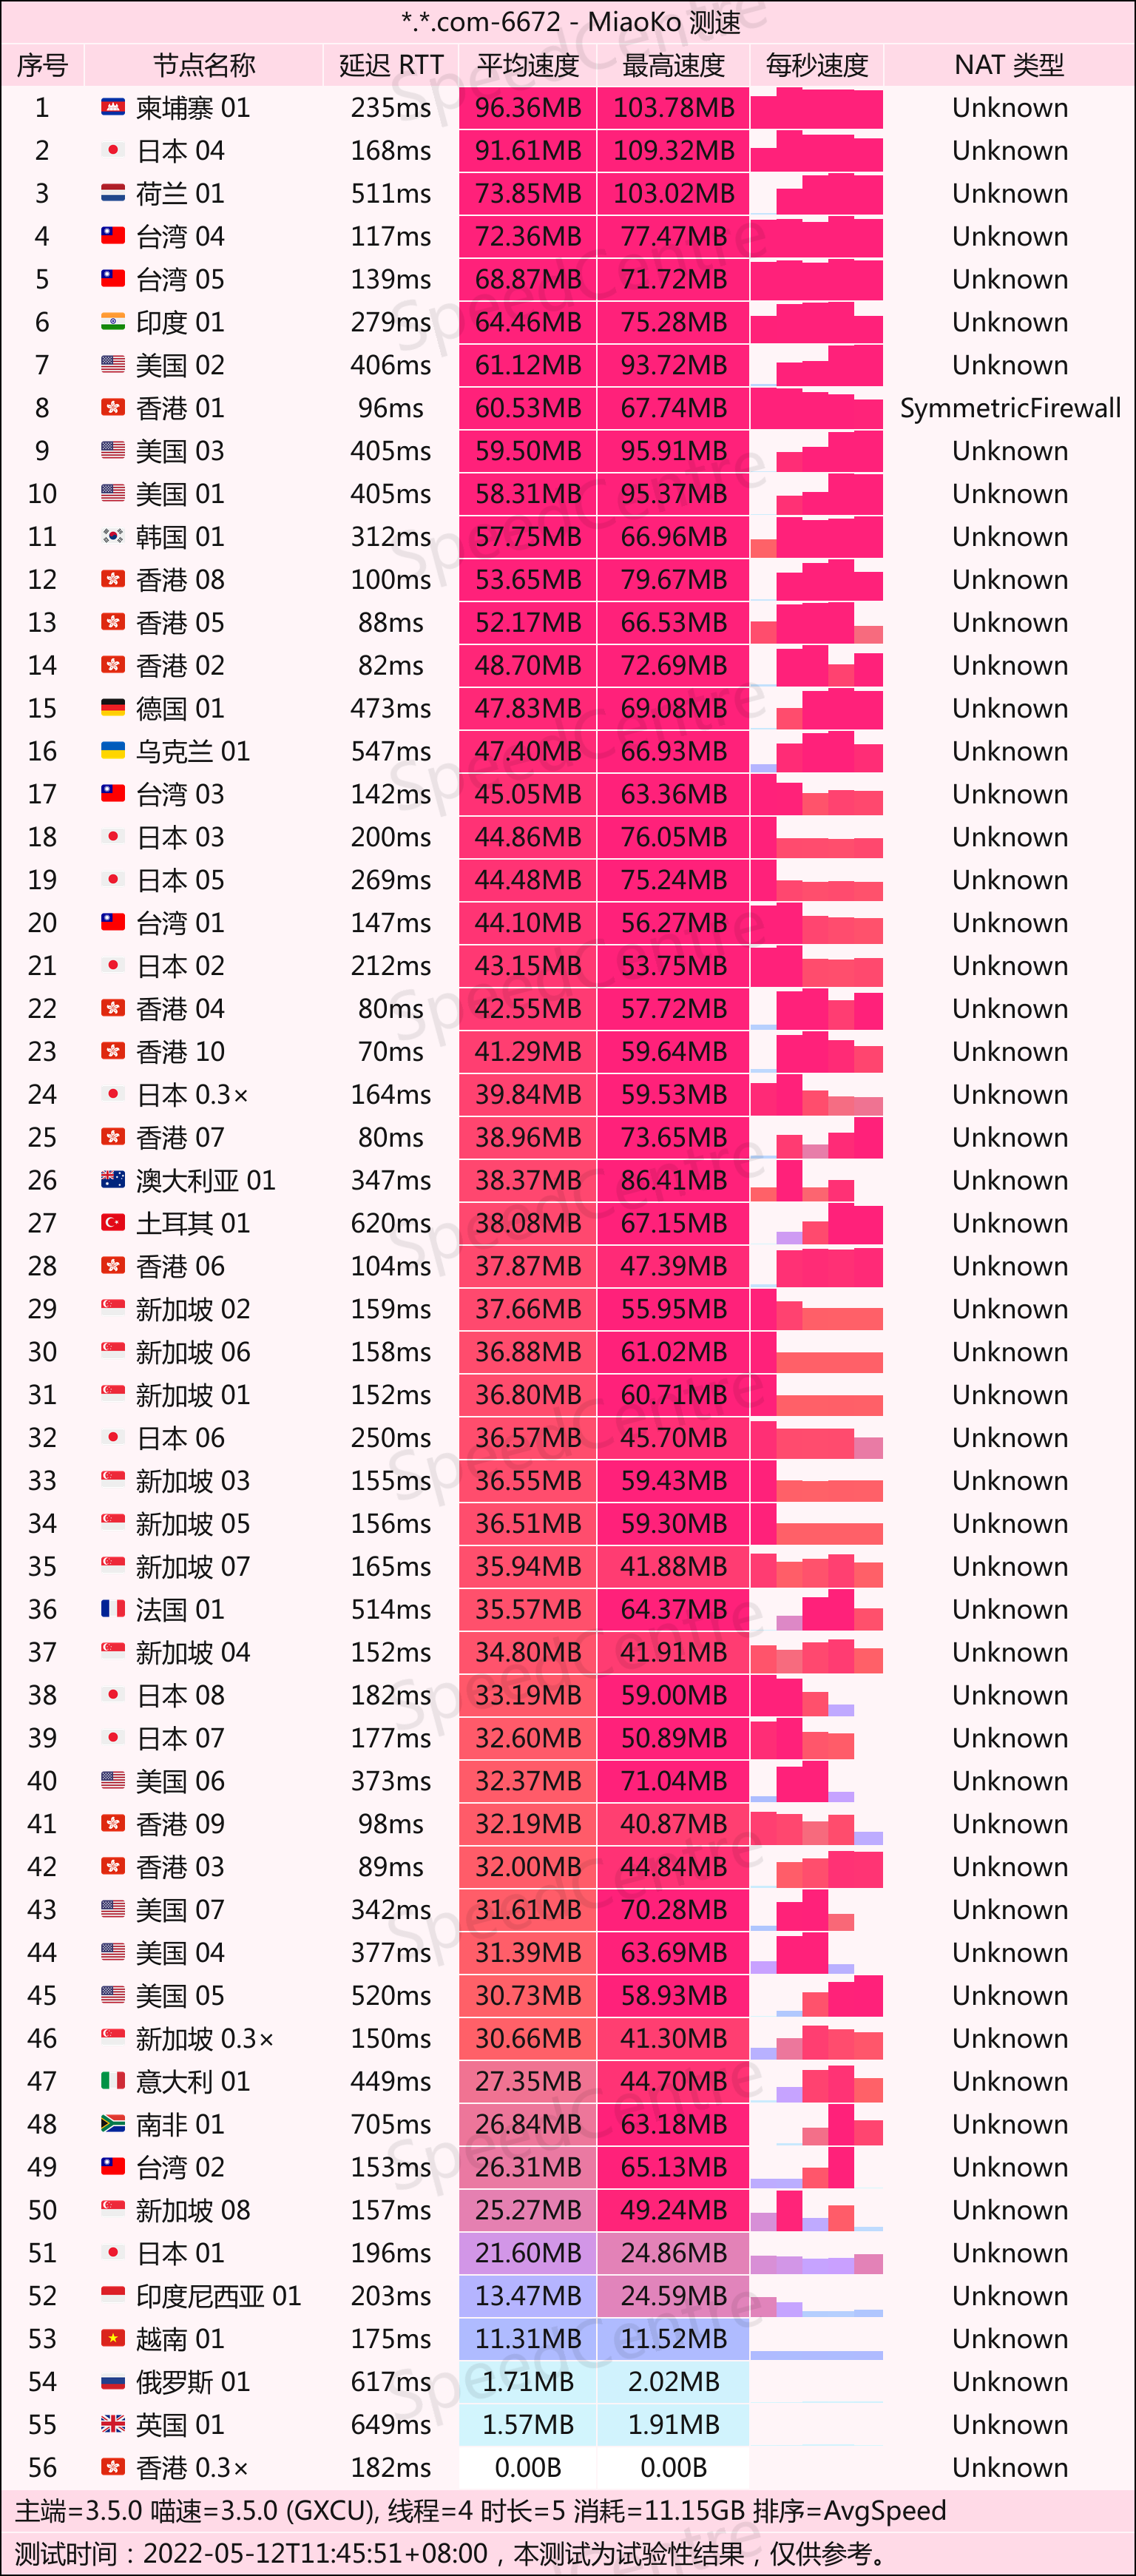 *.*.com-6672 - MiaoKo 测速
序号 节点名称 延迟 RTT 平均速度 最高速度 每秒速度 NAT 类型
1 柬埔寨 01 235ms 96.36MB 103.78MB Unknown
2 日本 04 168ms 91.61MB 109.32MB Unknown
3 荷兰 01 511ms 73.85MB 103.02MB Unknown
4 台湾 04 117ms 72.36MB 77.47MB Unknown
5 台湾 05 139ms 68.87MB 71.72MB Unknown
6 印度 01 279ms 64.46MB 75.28MB Unknown
7 美国 02 406ms 61.12MB 93.72MB Unknown
8 香港 01 96ms 60.53MB 67.74MB SymmetricFirewall
9 美国 03 405ms 59.50MB 95.91MB Unknown
10 美国 01 405ms 58.31MB 95.37MB Unknown
11 韩国 01 312ms 57.75MB 66.96MB Unknown
12 香港 08 100ms 53.65MB 79.67MB Unknown
13 香港 05 88ms 52.17MB 66.53MB Unknown
14 香港 02 82ms 48.70MB 72.69MB Unknown
15 德国 01 473ms 47.83MB 69.08MB Unknown
16 乌克兰 01 547ms 47.40MB 66.93MB Unknown
17 台湾 03 142ms 45.05MB 63.36MB Unknown
18 日本 03 200ms 44.86MB 76.05MB Unknown
19 日本 05 269ms 44.48MB 75.24MB Unknown
20 台湾 01 147ms 44.10MB 56.27MB Unknown
21 日本 02 212ms 43.15MB 53.75MB Unknown
22 香港 04 80ms 42.55MB 57.72MB Unknown
23 香港 10 70ms 41.29MB 59.64MB Unknown
24 日本 0.3× 164ms 39.84MB 59.53MB Unknown
25 香港 07 80ms 38.96MB 73.65MB Unknown
26 澳大利亚 01 347ms 38.37MB 86.41MB Unknown
27 土耳其 01 620ms 38.08MB 67.15MB Unknown
28 香港 06 104ms 37.87MB 47.39MB Unknown
29 新加坡 02 159ms 37.66MB 55.95MB Unknown
30 新加坡 06 158ms 36.88MB 61.02MB Unknown
31 新加坡 01 152ms 36.80MB 60.71MB Unknown
32 日本 06 250ms 36.57MB 45.70MB Unknown
33 新加坡 03 155ms 36.55MB 59.43MB Unknown
34 新加坡 05 156ms 36.51MB 59.30MB Unknown
35 新加坡 07 165ms 35.94MB 41.88MB Unknown
36 法国 01 514ms 35.57MB 64.37MB Unknown
37 新加坡 04 152ms 34.80MB 41.91MB Unknown
38 日本 08 182ms 33.19MB 59.00MB Unknown
39 日本 07 177ms 32.60MB 50.89MB Unknown
40 美国 06 373ms 32.37MB 71.04MB Unknown
41 香港 09 98ms 32.19MB 40.87MB Unknown
42 香港 03 89ms 32.00MB 44.84MB Unknown
43 美国 07 342ms 31.61MB 70.28MB Unknown
44 美国 04 377ms 31.39MB 63.69MB Unknown
45 美国 05 520ms 30.73MB 58.93MB Unknown
46 新加坡 0.3× 150ms 30.66MB 41.30MB Unknown
47 意大利 01 449ms 27.35MB 44.70MB Unknown
48 南非 01 705ms 26.84MB 63.18MB Unknown
49 台湾 02 153ms 26.31MB 65.13MB Unknown
50 新加坡 08 157ms 25.27MB 49.24MB Unknown
51 日本 01 196ms 21.60MB 24.86MB Unknown
52 印度尼西亚 01 203ms 13.47MB 24.59MB Unknown
53 越南 01 175ms 11.31MB 11.52MB Unknown
54 俄罗斯 01 617ms 1.71MB 2.02MB Unknown
55 英国 01 649ms 1.57MB 1.91MB Unknown
56 香港 0.3× 182ms 0.00B 0.00B Unknown
主端=3.5.0 喵速=3.5.0 (GXCU), 线程=4 时长=5 消耗=11.15GB 排序=AvgSpeed
测试时间：2022-05-12T11:45:51+08:00，本测试为试验性结果，仅供参考。
SpeedCentre
SpeedCentre
SpeedCentre
SpeedCentre
SpeedCentre
SpeedCentre
SpeedCentre
SpeedCentre
SpeedCentre
SpeedCentre
SpeedCentre